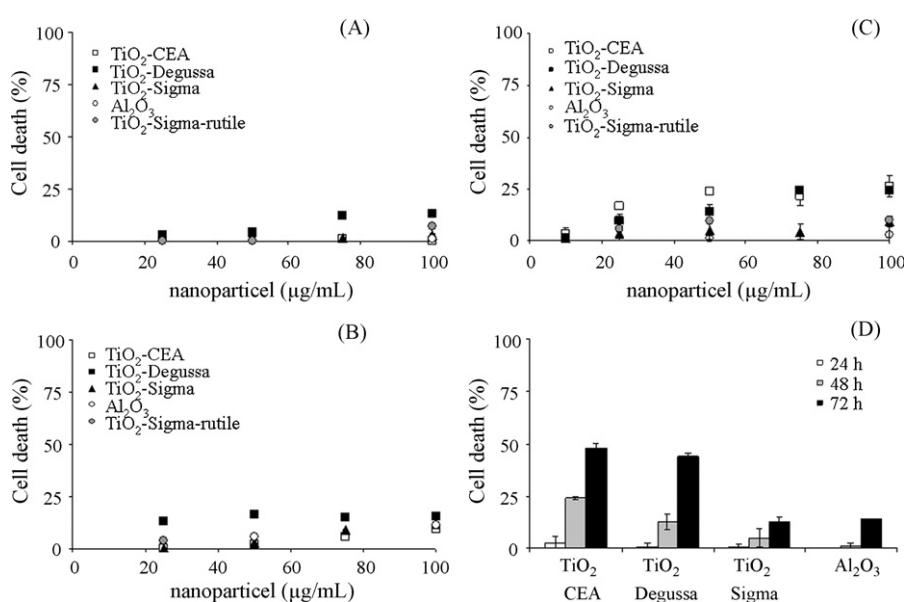 (A)
100
75
50
25
0
Cell death (%)
TiO2-CEA
TiO2-Degussa
TiO2-Sigma
Al2O3
TiO2-Sigma-rutile
0 20 40 60 80 100
nanoparticel (µg/mL)
(C)
100
75
50
25
0
Cell death (%)
TiO2-CEA
TiO2-Degussa
TiO2-Sigma
Al2O3
TiO2-Sigma-rutile
0 20 40 60 80 100
nanoparticel (µg/mL)
(B)
100
75
50
25
0
Cell death (%)
TiO2-CEA
TiO2-Degussa
TiO2-Sigma
Al2O3
TiO2-Sigma-rutile
0 20 40 60 80 100
nanoparticel (µg/mL)
(D)
100
75
50
25
0
Cell death (%)
24 h
48 h
72 h
TiO2 TiO2 TiO2 Al2O3
CEA Degussa Sigma